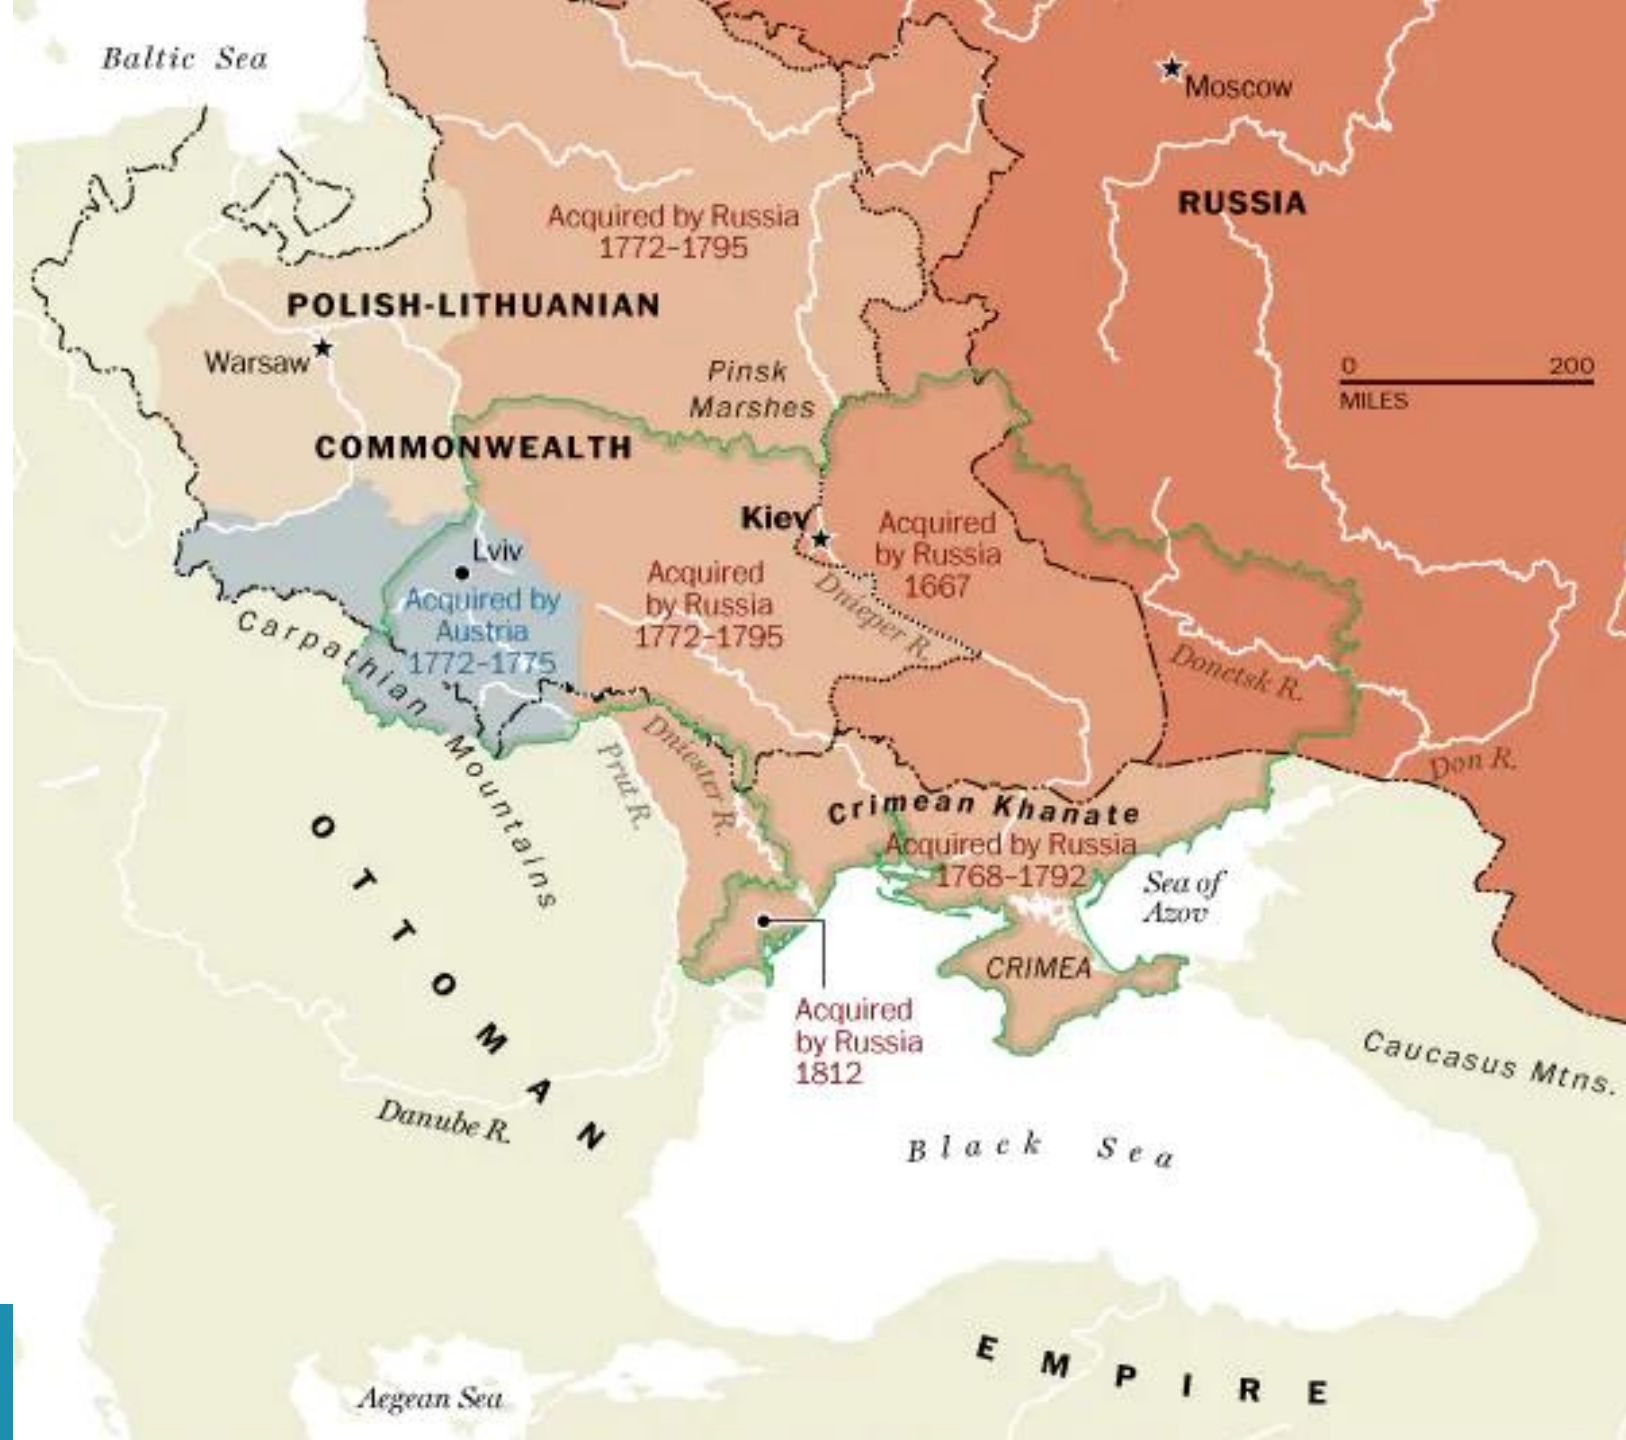 Baltic Sea
Moscow
RUSSIA
Acquired by Russia
1772–1795
POLISH-LITHUANIAN
Warsaw
0 200
MILES
Pinsk
Marshes
COMMONWEALTH
Kiev
Acquired
by Russia
1667
Lviv
Acquired by
Austria
1772–1775
Acquired
by Russia
1772–1795
Dnieper R.
Donetsk R.
Carpathian Mountains
Prut R.
Dniester R.
Don R.
Crimean Khanate
Acquired by Russia
1768–1792
Sea of
Azov
CRIMEA
Acquired
by Russia
1812
Caucasus Mtns.
Danube R.
Black Sea
OTTOMAN
EMPIRE
Aegean Sea